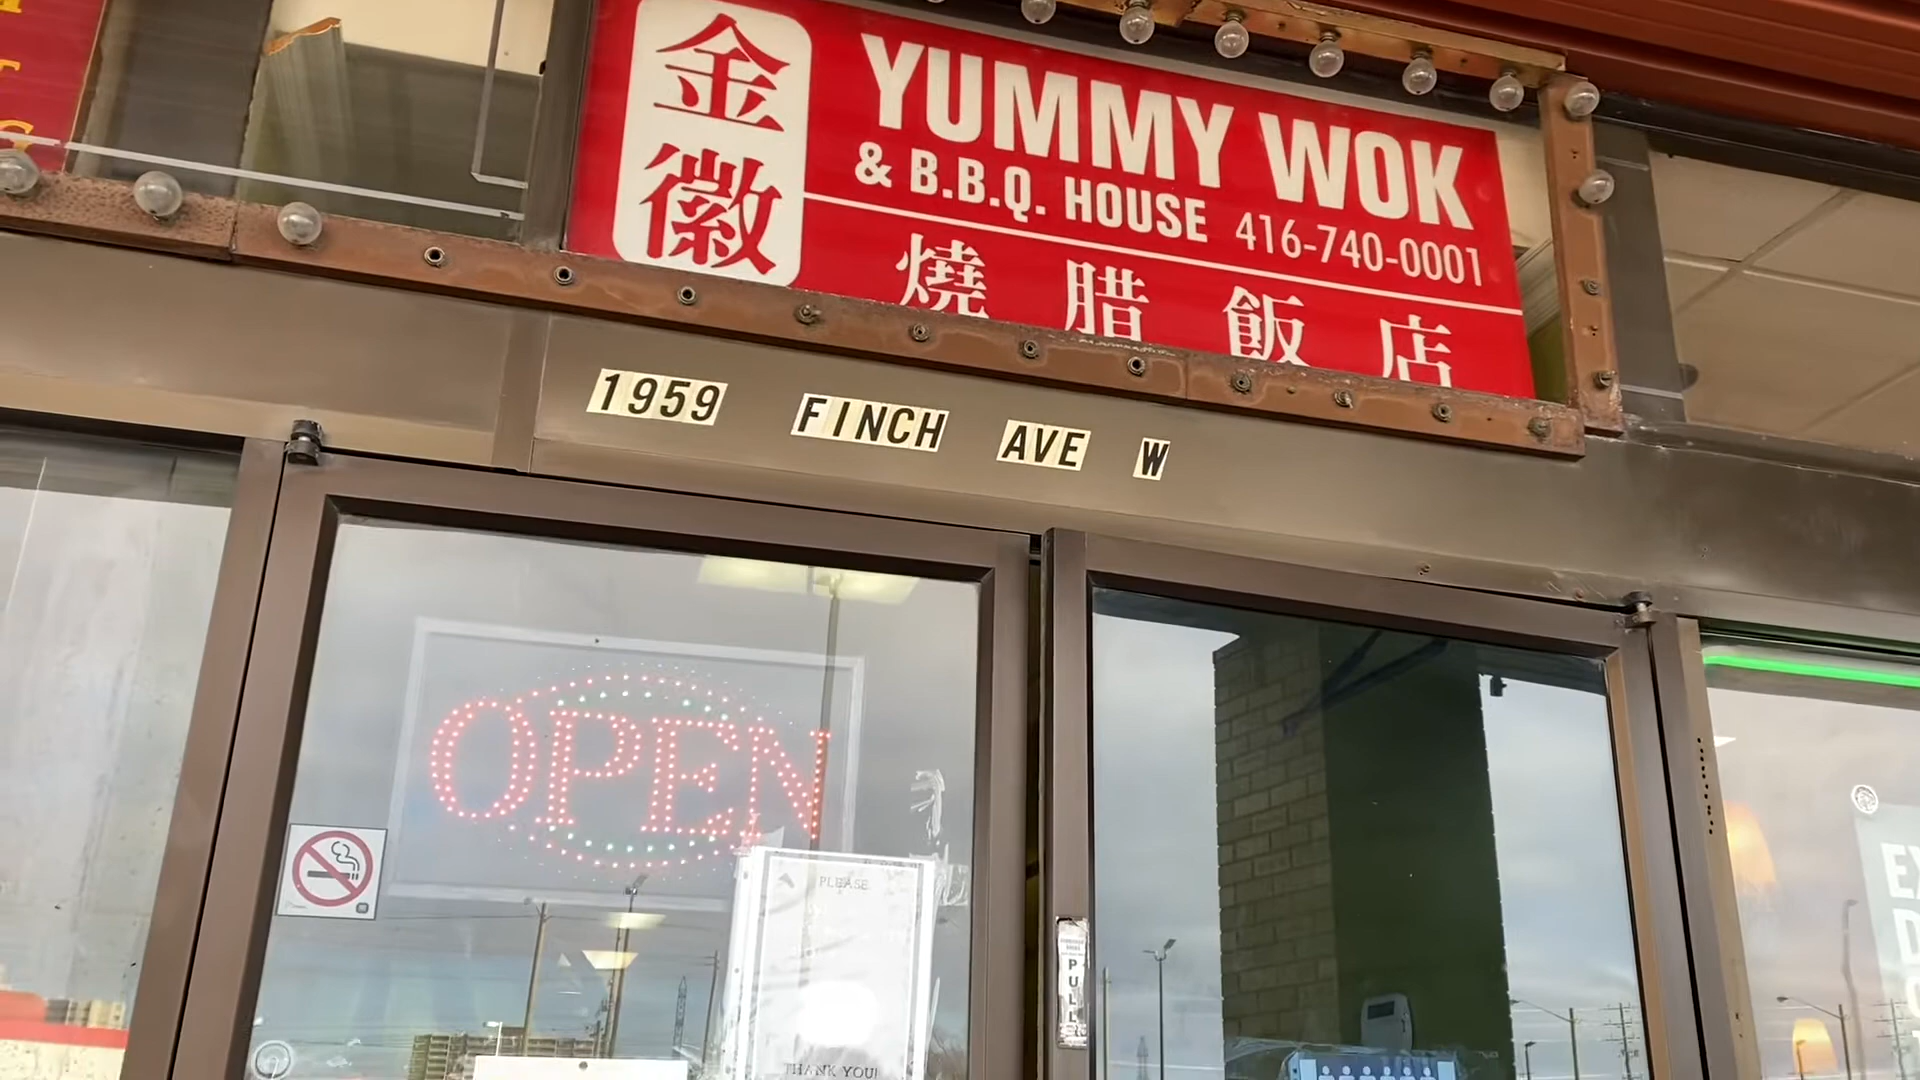 金徽
YUMMY WOK
& B.B.Q. HOUSE 416-740-0001
燒腊飯店
1959 FINCH AVE W
OPEN
PLEASE
THANK YOU!
PULL